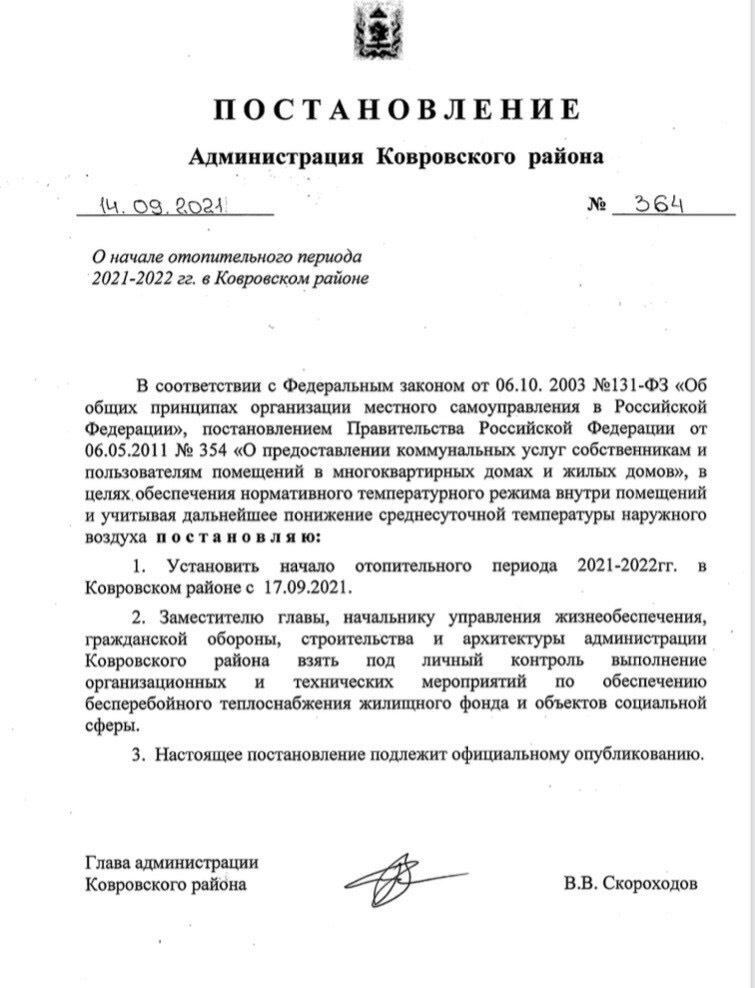 ПОСТАНОВЛЕНИЕ
Администрация Ковровского района
14.09.2021 № 364
О начале отопительного периода
2021-2022 гг. в Ковровском районе
В соответствии с Федеральным законом от 06.10. 2003 №131-ФЗ «Об
общих принципах организации местного самоуправления в Российской
Федерации», постановлением Правительства Российской Федерации от
06.05.2011 № 354 «О предоставлении коммунальных услуг собственникам и
пользователям помещений в многоквартирных домах и жилых домов», в
целях обеспечения нормативного температурного режима внутри помещений
и учитывая дальнейшее понижение среднесуточной температуры наружного
воздуха п о с т а н о в л я ю:
1. Установить начало отопительного периода 2021-2022гг. в
Ковровском районе с 17.09.2021.
2. Заместителю главы, начальнику управления жизнеобеспечения,
гражданской обороны, строительства и архитектуры администрации
Ковровского района взять под личный контроль выполнение
организационных и технических мероприятий по обеспечению
бесперебойного теплоснабжения жилищного фонда и объектов социальной
сферы.
3. Настоящее постановление подлежит официальному опубликованию.
Глава администрации
Ковровского района В.В. Скороходов